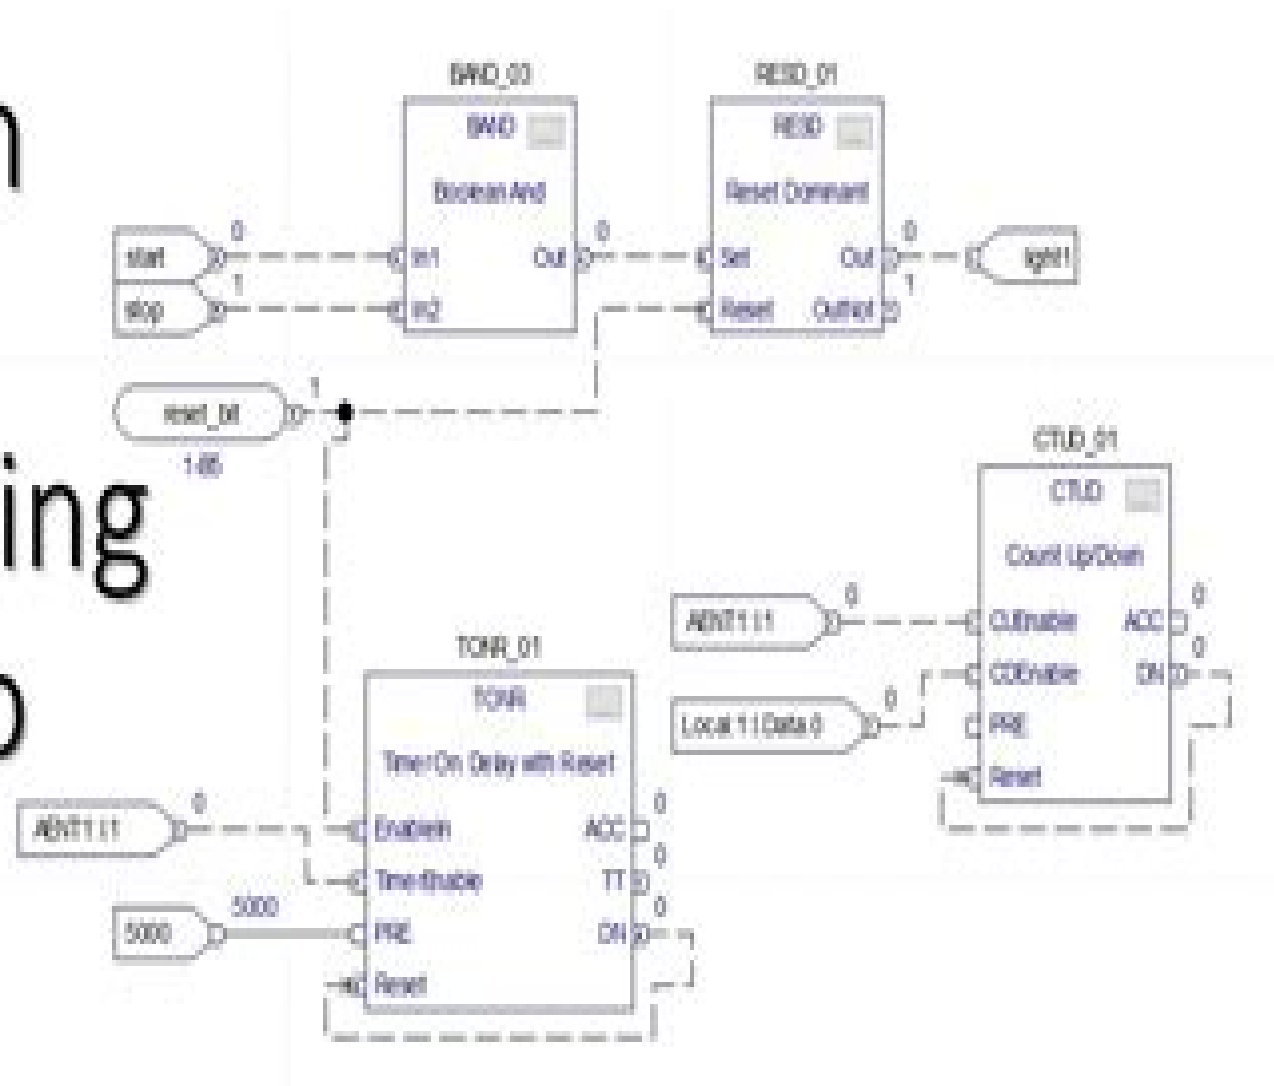 BAND_03
BAND
Boolean And
start 0 In1 Out 0
stop 1 In2
RESD_01
RESD
Reset Dominant
Set Out 0 light1
Reset OutNot 1
reset_bit 1
ing
TONR_01
TONR
Timer On Delay with Reset
0 EnableIn ACC 0
TimerEnable TT 0
5000 5000 PRE DN 0
Reset
CTUD_01
CTUD
Count Up/Down
0 CUEnable ACC 0
0 CDEnable DN 0
PRE
Reset